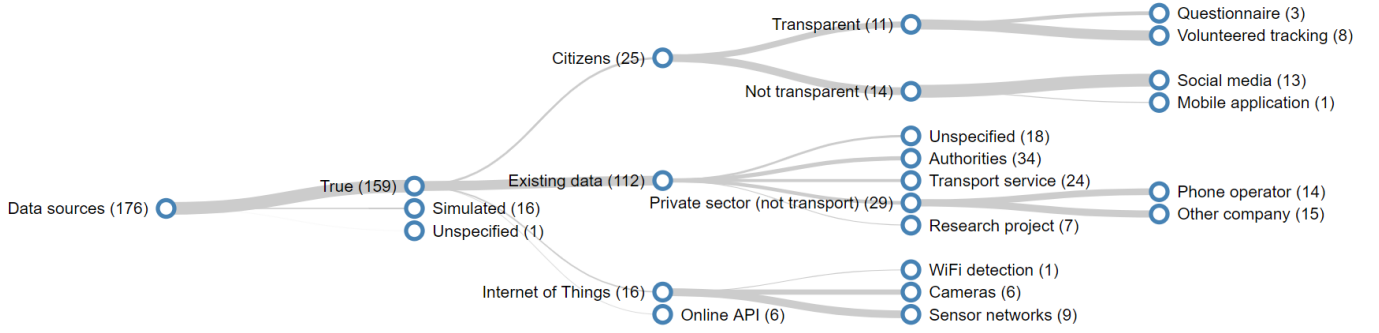 Data sources (176)
True (159)
Simulated (16)
Unspecified (1)
Citizens (25)
Existing data (112)
Internet of Things (16)
Online API (6)
Transparent (11)
Not transparent (14)
Unspecified (18)
Authorities (34)
Transport service (24)
Private sector (not transport) (29)
Research project (7)
WiFi detection (1)
Cameras (6)
Sensor networks (9)
Questionnaire (3)
Volunteered tracking (8)
Social media (13)
Mobile application (1)
Phone operator (14)
Other company (15)